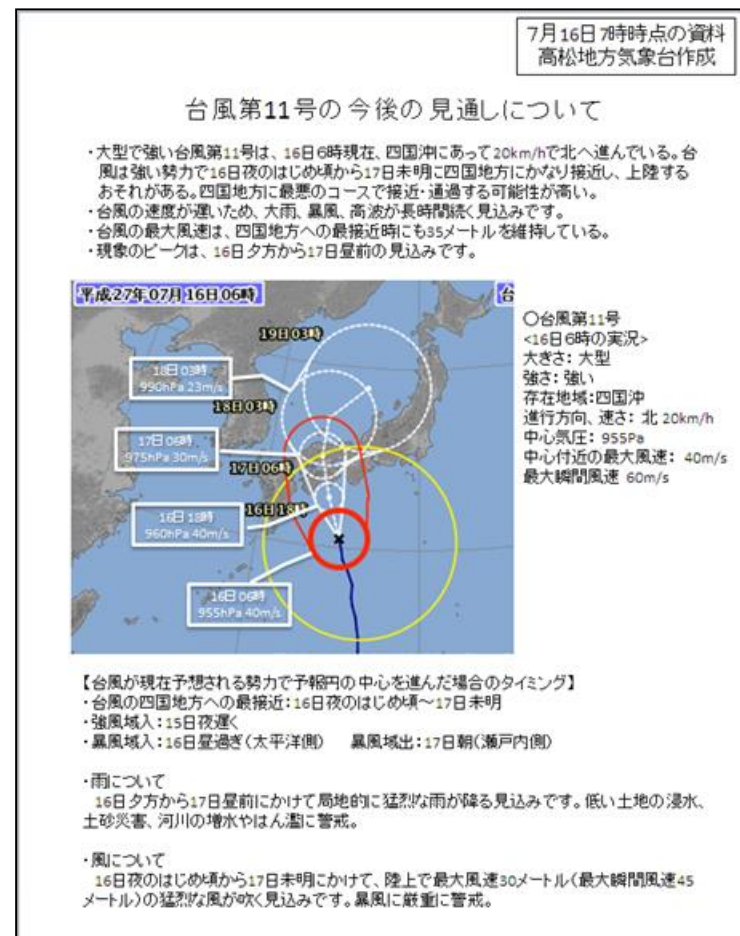 7月16日7時時点の資料
高松地方気象台作成
台風第11号の今後の見通しについて
・大型で強い台風第11号は、16日6時現在、四国沖にあって20km/hで北へ進んでいる。台
風は強い勢力で16日夜のはじめ頃から17日未明に四国地方にかなり接近し、上陸する
おそれがある。四国地方に最悪のコースで接近・通過する可能性が高い。
・台風の速度が遅いため、大雨、暴風、高波が長時間続く見込みです。
・台風の最大風速は、四国地方への最接近時にも35メートルを維持している。
・現象のピークは、16日夕方から17日昼前の見込みです。
平成27年07月16日06時
台
19日03時
18日 03時
990hPa 23m/s
18日03時
17日 06時
975hPa 30m/s
17日06時
16日 18時
960hPa 40m/s
16日18時
16日 06時
955hPa 40m/s
○台風第11号
<16日6時の実況>
大きさ: 大型
強さ: 強い
存在地域:四国沖
進行方向、速さ: 北 20km/h
中心気圧: 955Pa
中心付近の最大風速: 40m/s
最大瞬間風速 60m/s
【台風が現在予想される勢力で予報円の中心を進んだ場合のタイミング】
・台風の四国地方への最接近:16日夜のはじめ頃～17日未明
・強風域入:15日夜遅く
・暴風域入:16日昼過ぎ(太平洋側) 暴風域出:17日朝(瀬戸内側)
・雨について
16日夕方から17日昼前にかけて局地的に猛烈な雨が降る見込みです。低い土地の浸水、
土砂災害、河川の増水やはん濫に警戒。
・風について
16日夜のはじめ頃から17日未明にかけて、陸上で最大風速30メートル(最大瞬間風速45
メートル)の猛烈な風が吹く見込みです。暴風に厳重に警戒。